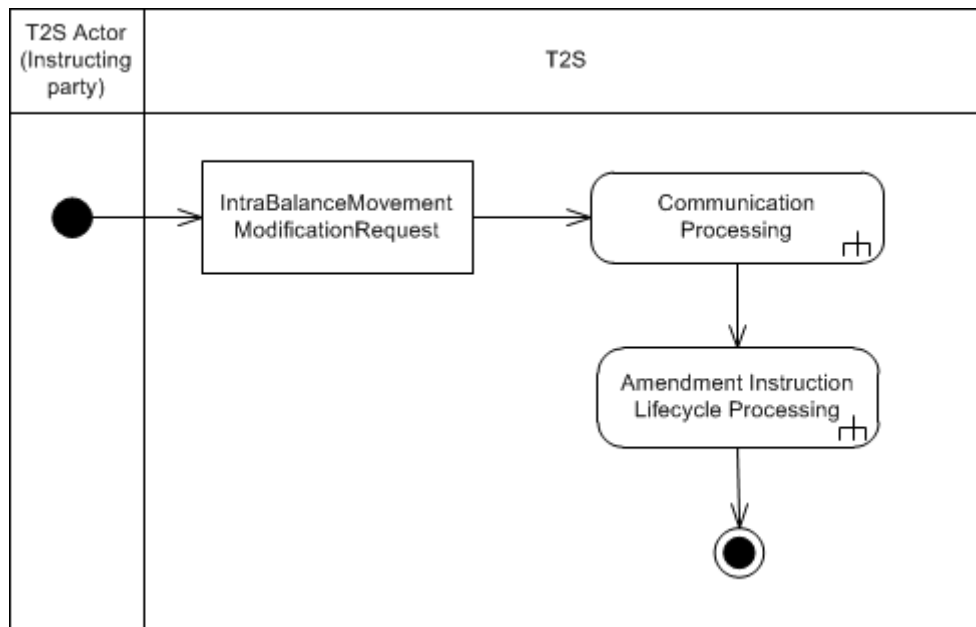 T2S Actor
(Instructing
party)
T2S
IntraBalanceMovement
ModificationRequest
Communication
Processing
Amendment Instruction
Lifecycle Processing